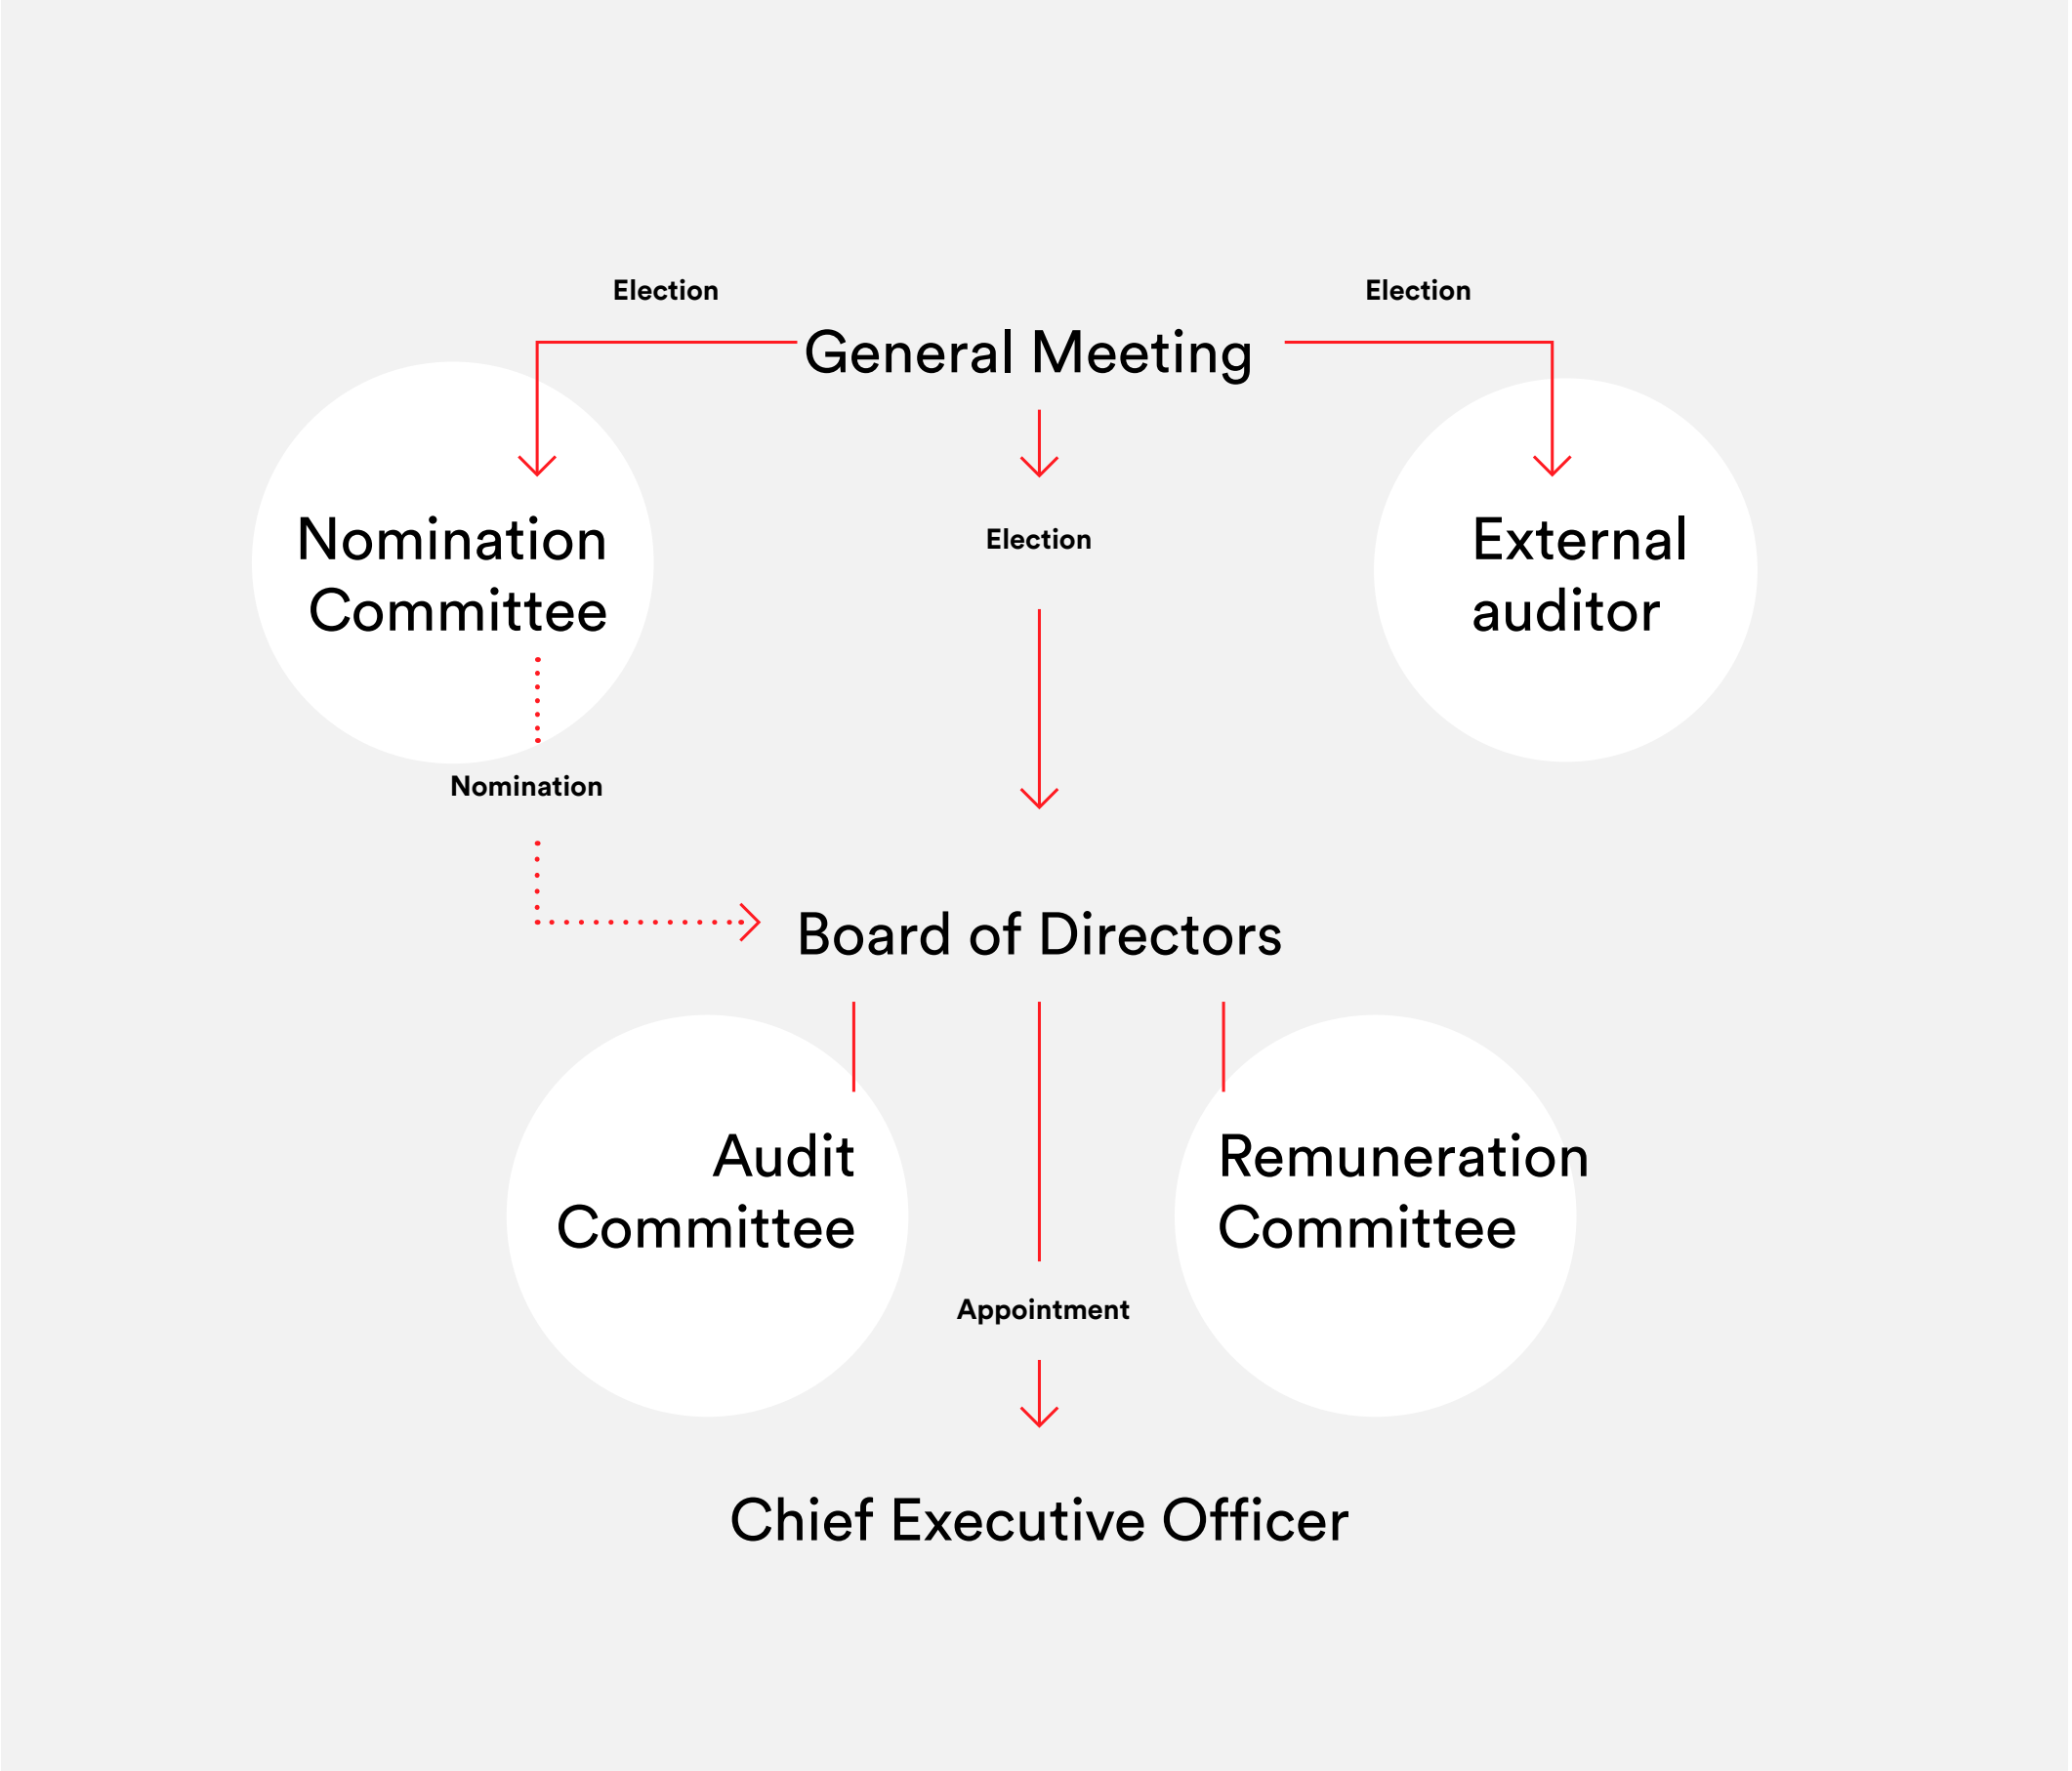 Election
Election
General Meeting
Nomination
Committee
Election
External
auditor
Nomination
Board of Directors
Audit
Committee
Remuneration
Committee
Appointment
Chief Executive Officer